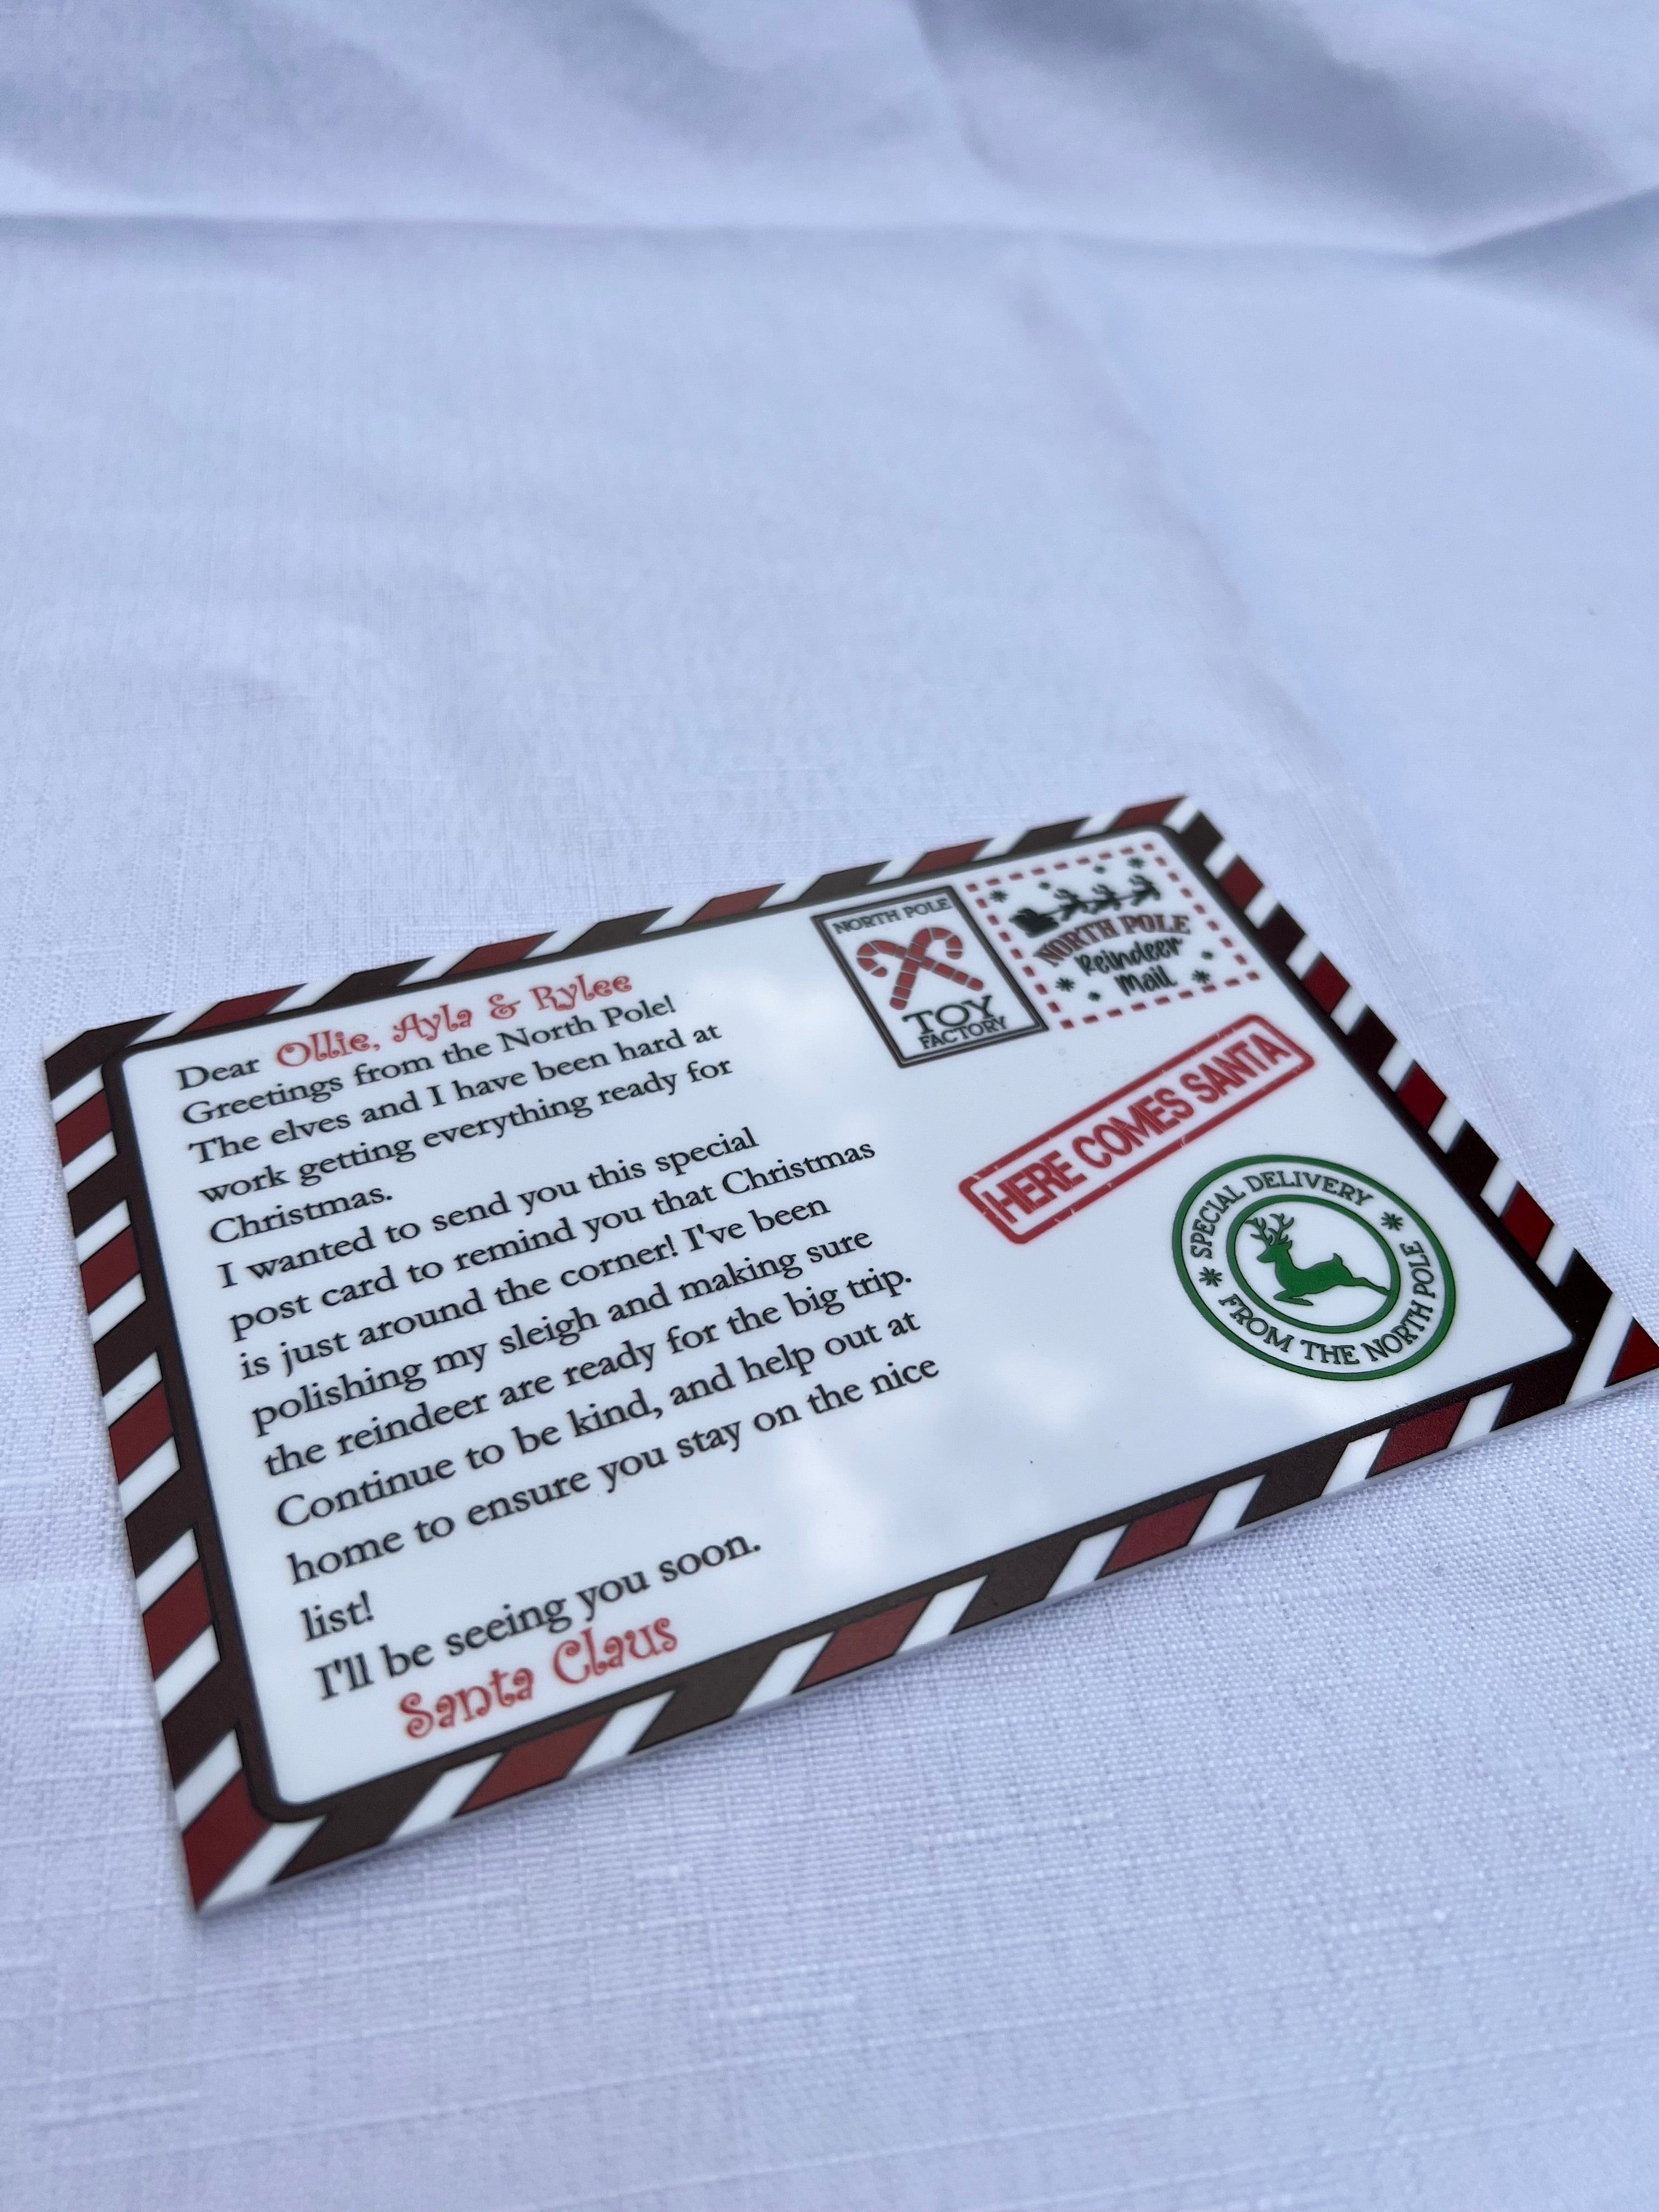 Dear Ollie, Ayla & Rylee
Greetings from the North Pole!
The elves and I have been hard at
work getting everything ready for
Christmas.
I wanted to send you this special
post card to remind you that Christmas
is just around the corner! I've been
polishing my sleigh and making sure
the reindeer are ready for the big trip.
Continue to be kind, and help out at
home to ensure you stay on the nice
list!
I'll be seeing you soon.
Santa Claus
NORTH POLE
TOY
FACTORY
NORTH POLE
Reindeer
Mail
HERE COMES SANTA
SPECIAL DELIVERY
FROM THE NORTH POLE